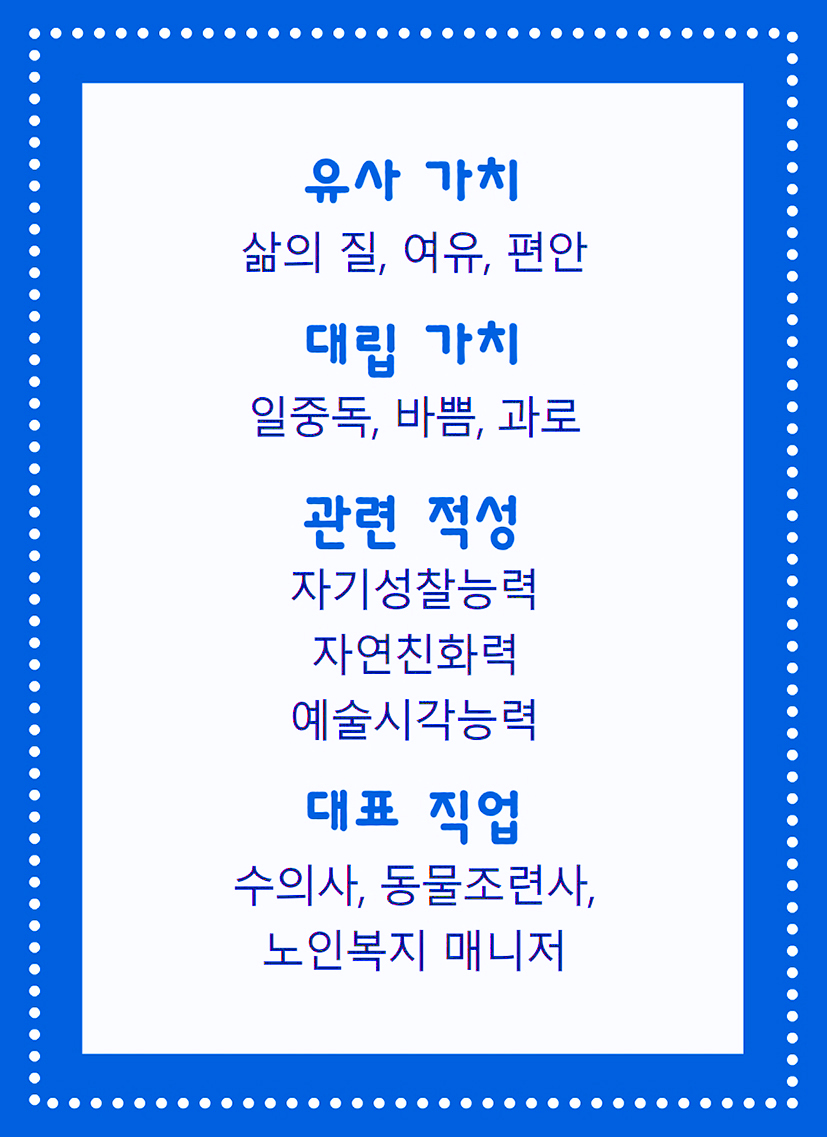 유사 가치
삶의 질, 여유, 편안
대립 가치
일중독, 바쁨, 과로
관련 적성
자기성찰능력
자연친화력
예술시각능력
대표 직업
수의사, 동물조련사,
노인복지 매니저